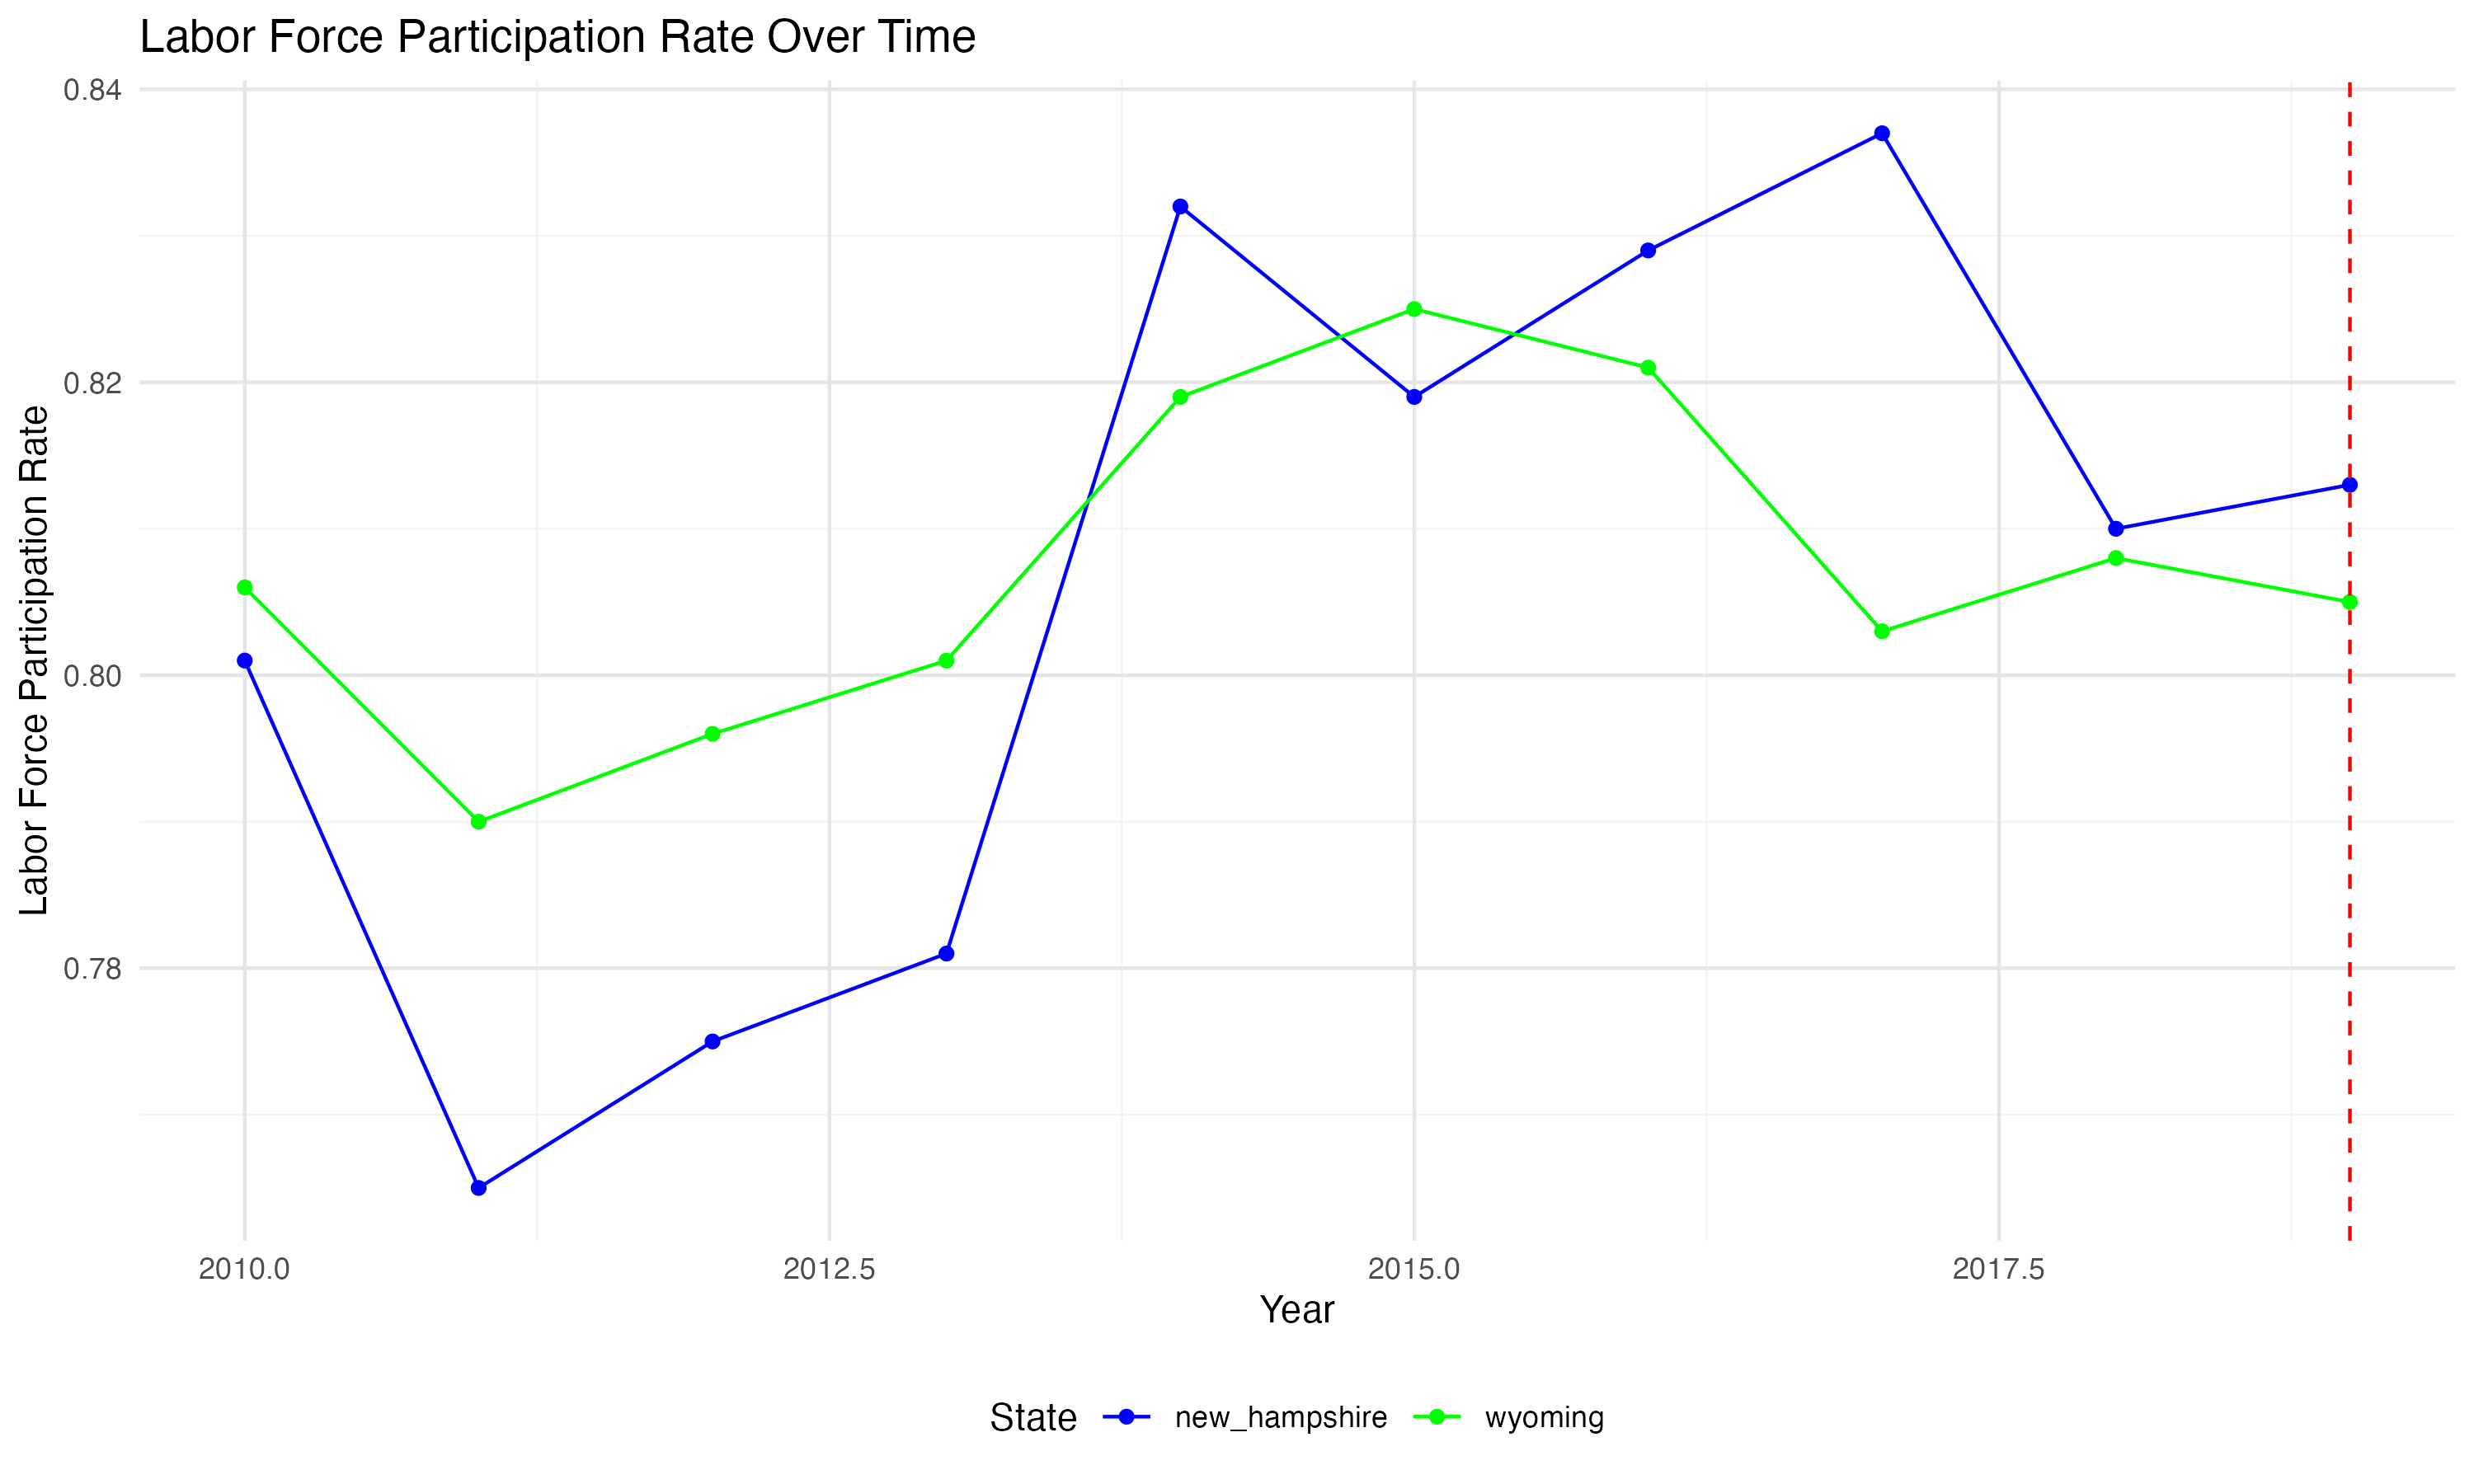 Labor Force Participation Rate Over Time
Labor Force Participation Rate
0.84
0.82
0.80
0.78
2010.0 2012.5 2015.0 2017.5
Year
State new_hampshire wyoming